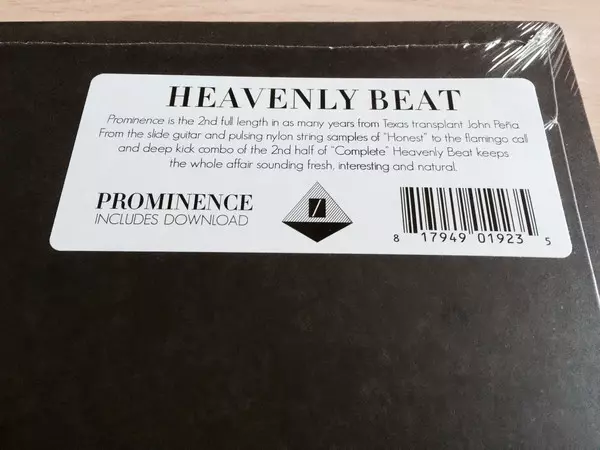 HEAVENLY BEAT
Prominence is the 2nd full length in as many years from Texas transplant John Peña
From the slide guitar and pulsing nylon string samples of "Honest" to the flamingo call
and deep kick combo of the 2nd half of "Complete" Heavenly Beat keeps
the whole affair sounding fresh, interesting and natural.
PROMINENCE
INCLUDES DOWNLOAD
8 17949 01923 5